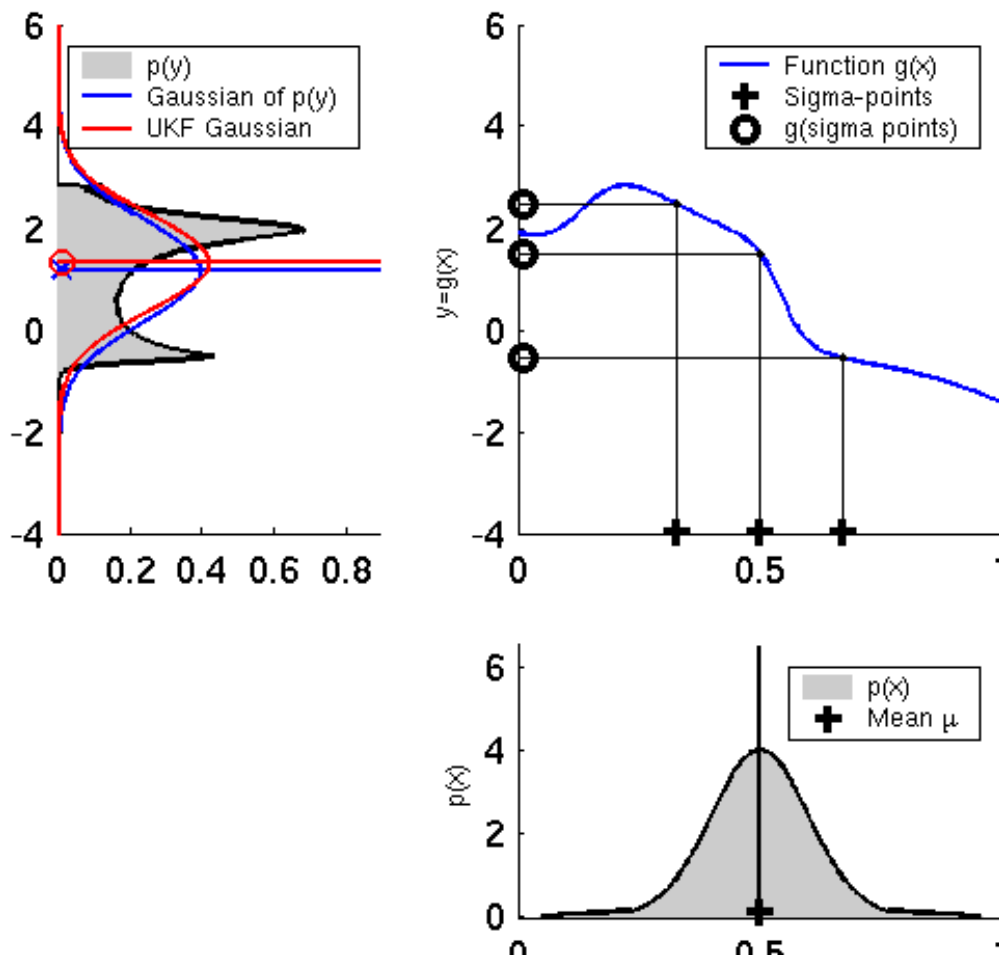 6
4
2
0
-2
-4
0 0.2 0.4 0.6 0.8
p(y)
Gaussian of p(y)
UKF Gaussian
6
4
2
0
-2
-4
0 0.5
y=g(x)
Function g(x)
Sigma-points
g(sigma points)
6
4
2
0
0 0.5
p(x)
p(x)
Mean μ